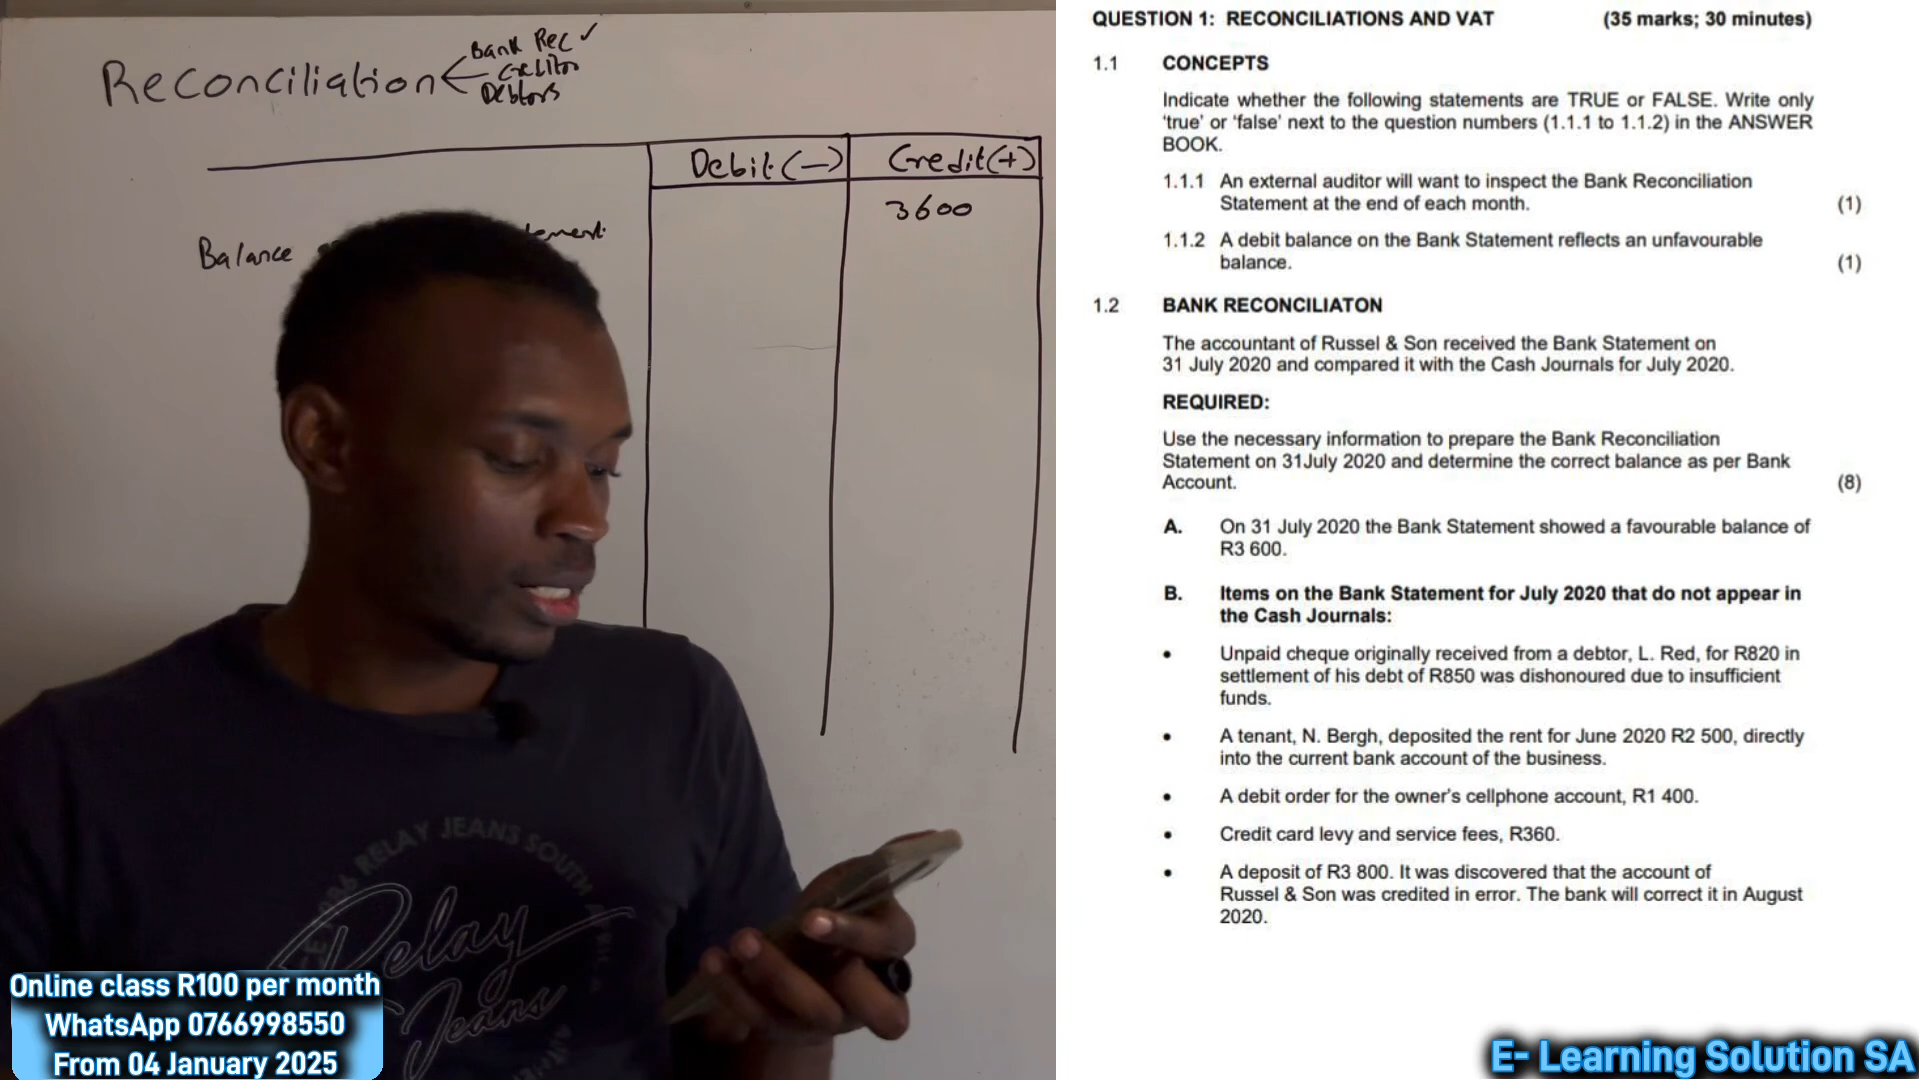 Reconciliation
Bank Rec ✓
Debtors
Debit (-)
Credit (+)
3600
Balance
RELAY JEANS SOUTH
Relay
Jeans
Online class R100 per month
WhatsApp 0766998550
From 04 January 2025
QUESTION 1: RECONCILIATIONS AND VAT (35 marks; 30 minutes)
1.1 CONCEPTS
Indicate whether the following statements are TRUE or FALSE. Write only
'true' or 'false' next to the question numbers (1.1.1 to 1.1.2) in the ANSWER
BOOK.
1.1.1 An external auditor will want to inspect the Bank Reconciliation
Statement at the end of each month. (1)
1.1.2 A debit balance on the Bank Statement reflects an unfavourable
balance. (1)
1.2 BANK RECONCILIATON
The accountant of Russel & Son received the Bank Statement on
31 July 2020 and compared it with the Cash Journals for July 2020.
REQUIRED:
Use the necessary information to prepare the Bank Reconciliation
Statement on 31July 2020 and determine the correct balance as per Bank
Account. (8)
A. On 31 July 2020 the Bank Statement showed a favourable balance of
R3 600.
B. Items on the Bank Statement for July 2020 that do not appear in
the Cash Journals:
• Unpaid cheque originally received from a debtor, L. Red, for R820 in
settlement of his debt of R850 was dishonoured due to insufficient
funds.
• A tenant, N. Bergh, deposited the rent for June 2020 R2 500, directly
into the current bank account of the business.
• A debit order for the owner's cellphone account, R1 400.
• Credit card levy and service fees, R360.
• A deposit of R3 800. It was discovered that the account of
Russel & Son was credited in error. The bank will correct it in August
2020.
E- Learning Solution SA